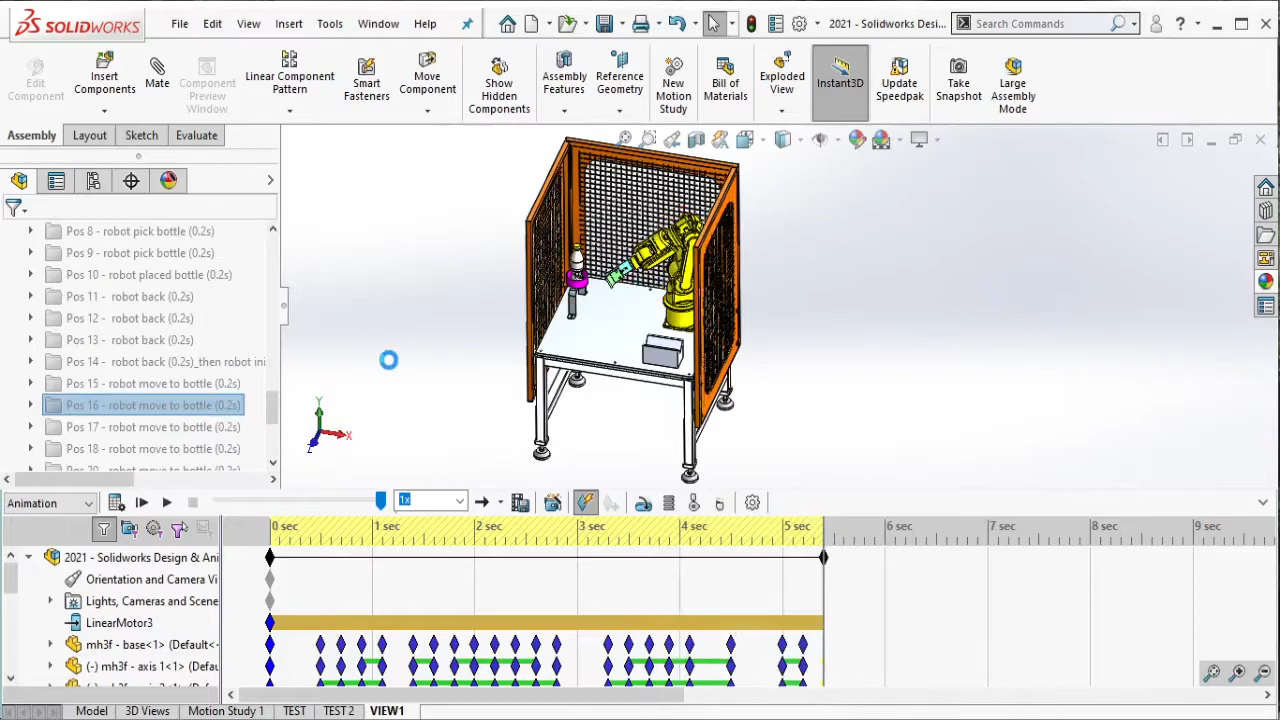 SOLIDWORKS
File Edit View Insert Tools Window Help
2021 - Solidworks Desi...
Search Commands
Edit Component
Insert Components
Mate
Component Preview Window
Linear Component Pattern
Smart Fasteners
Move Component
Show Hidden Components
Assembly Features
Reference Geometry
New Motion Study
Bill of Materials
Exploded View
Instant3D
Update Speedpak
Take Snapshot
Large Assembly Mode
Assembly Layout Sketch Evaluate
Pos 8 - robot pick bottle (0.2s)
Pos 9 - robot pick bottle (0.2s)
Pos 10 - robot placed bottle (0.2s)
Pos 11 - robot back (0.2s)
Pos 12 - robot back (0.2s)
Pos 13 - robot back (0.2s)
Pos 14 - robot back (0.2s)_then robot ini
Pos 15 - robot move to bottle (0.2s)
Pos 16 - robot move to bottle (0.2s)
Pos 17 - robot move to bottle (0.2s)
Pos 18 - robot move to bottle (0.2s)
Pos 20 - robot move to bottle (0.2s)
Y
X
Z
Animation
1x
0 sec 1 sec 2 sec 3 sec 4 sec 5 sec 6 sec 7 sec 8 sec 9 sec
2021 - Solidworks Design & Ani
Orientation and Camera Vi
Lights, Cameras and Scene
LinearMotor3
mh3f - base<1> (Default<
(-) mh3f - axis 1<1> (Defau
Model 3D Views Motion Study 1 TEST TEST 2 VIEW1